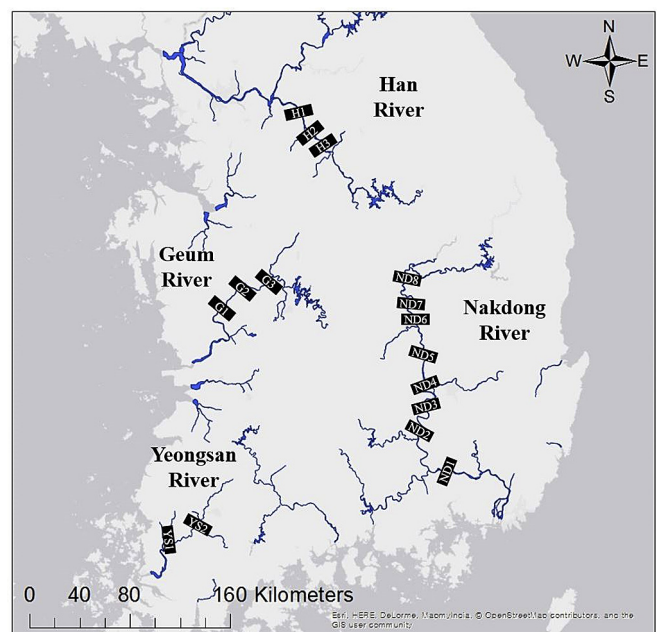 N
W E
S
Han
River
H1
H2
H3
Geum
River
G1
G2
G3
ND8
ND7
ND6
Nakdong
River
ND5
ND4
ND3
ND2
ND1
Yeongsan
River
YS2
YS1
0 40 80 160 Kilometers
Esri, HERE, DeLorme, MapmyIndia, © OpenStreetMap contributors, and the
GIS user community